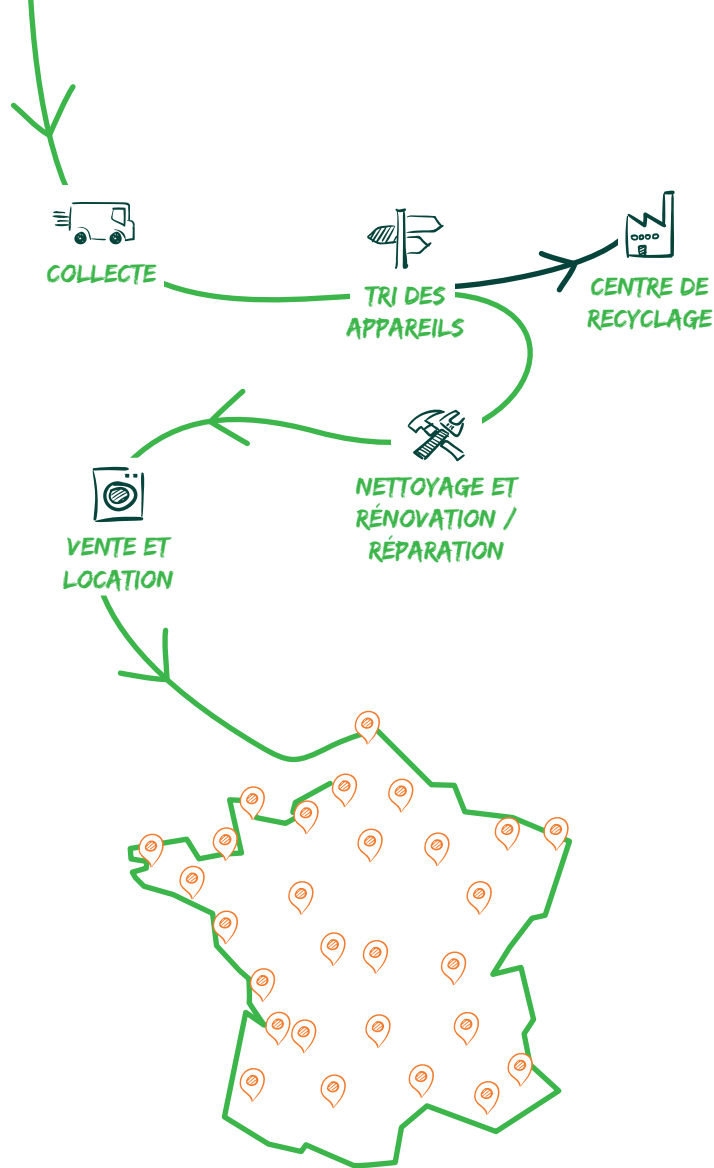 COLLECTE
TRI DES
APPAREILS
CENTRE DE
RECYCLAGE
NETTOYAGE ET
RÉNOVATION /
RÉPARATION
VENTE ET
LOCATION